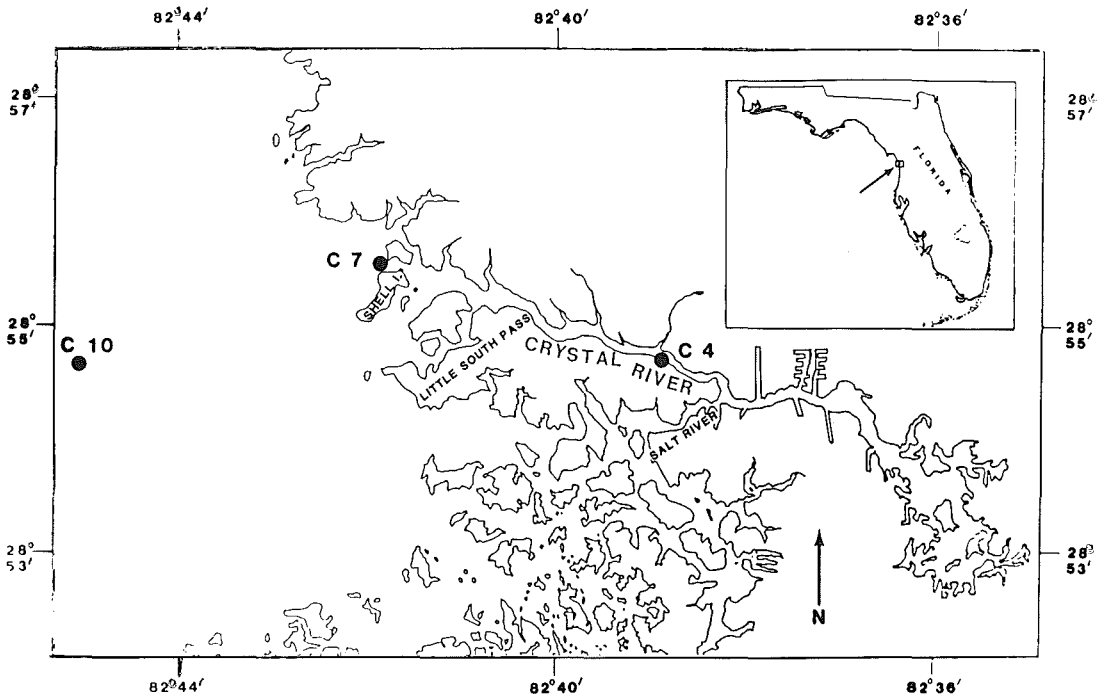 82°44′ 82°40′ 82°36′
28°
57′
28°
57′
FLORIDA
C 7
SHELL I.
28°
55′
28°
55′
C 10
LITTLE SOUTH PASS
CRYSTAL RIVER
C 4
SALT RIVER
28°
53′
28°
53′
N
82°44′ 82°40′ 82°36′